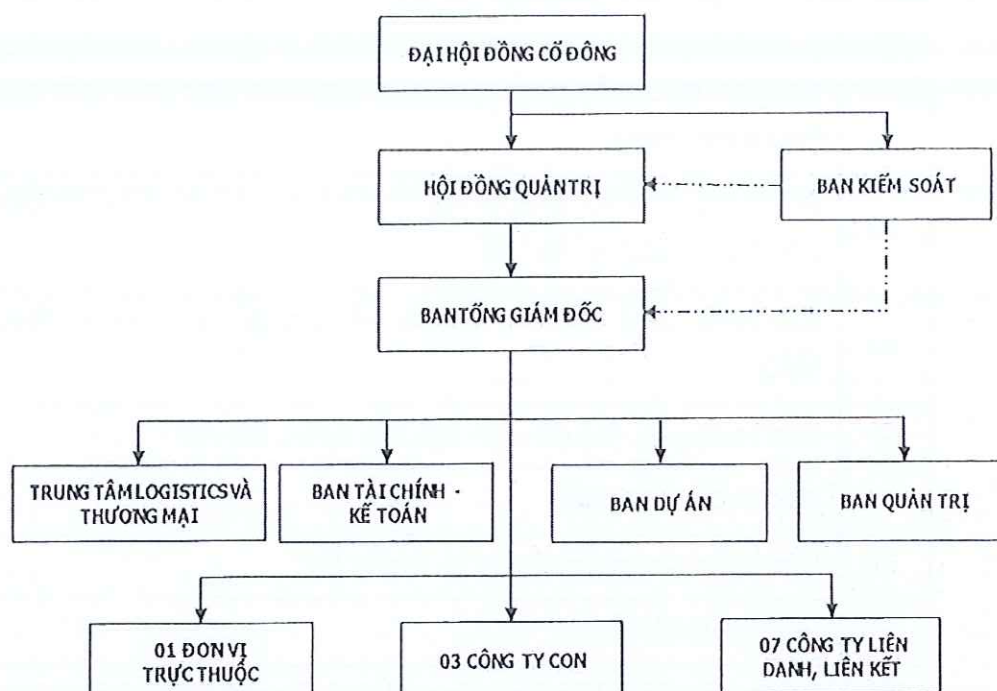 ĐẠI HỘI ĐỒNG CỔ ĐÔNG
HỘI ĐỒNG QUẢN TRỊ
BAN KIỂM SOÁT
BAN TỔNG GIÁM ĐỐC
TRUNG TÂM LOGISTICS VÀ
THƯƠNG MẠI
BAN TÀI CHÍNH -
KẾ TOÁN
BAN DỰ ÁN
BAN QUẢN TRỊ
01 ĐƠN VỊ
TRỰC THUỘC
03 CÔNG TY CON
07 CÔNG TY LIÊN
DANH, LIÊN KẾT